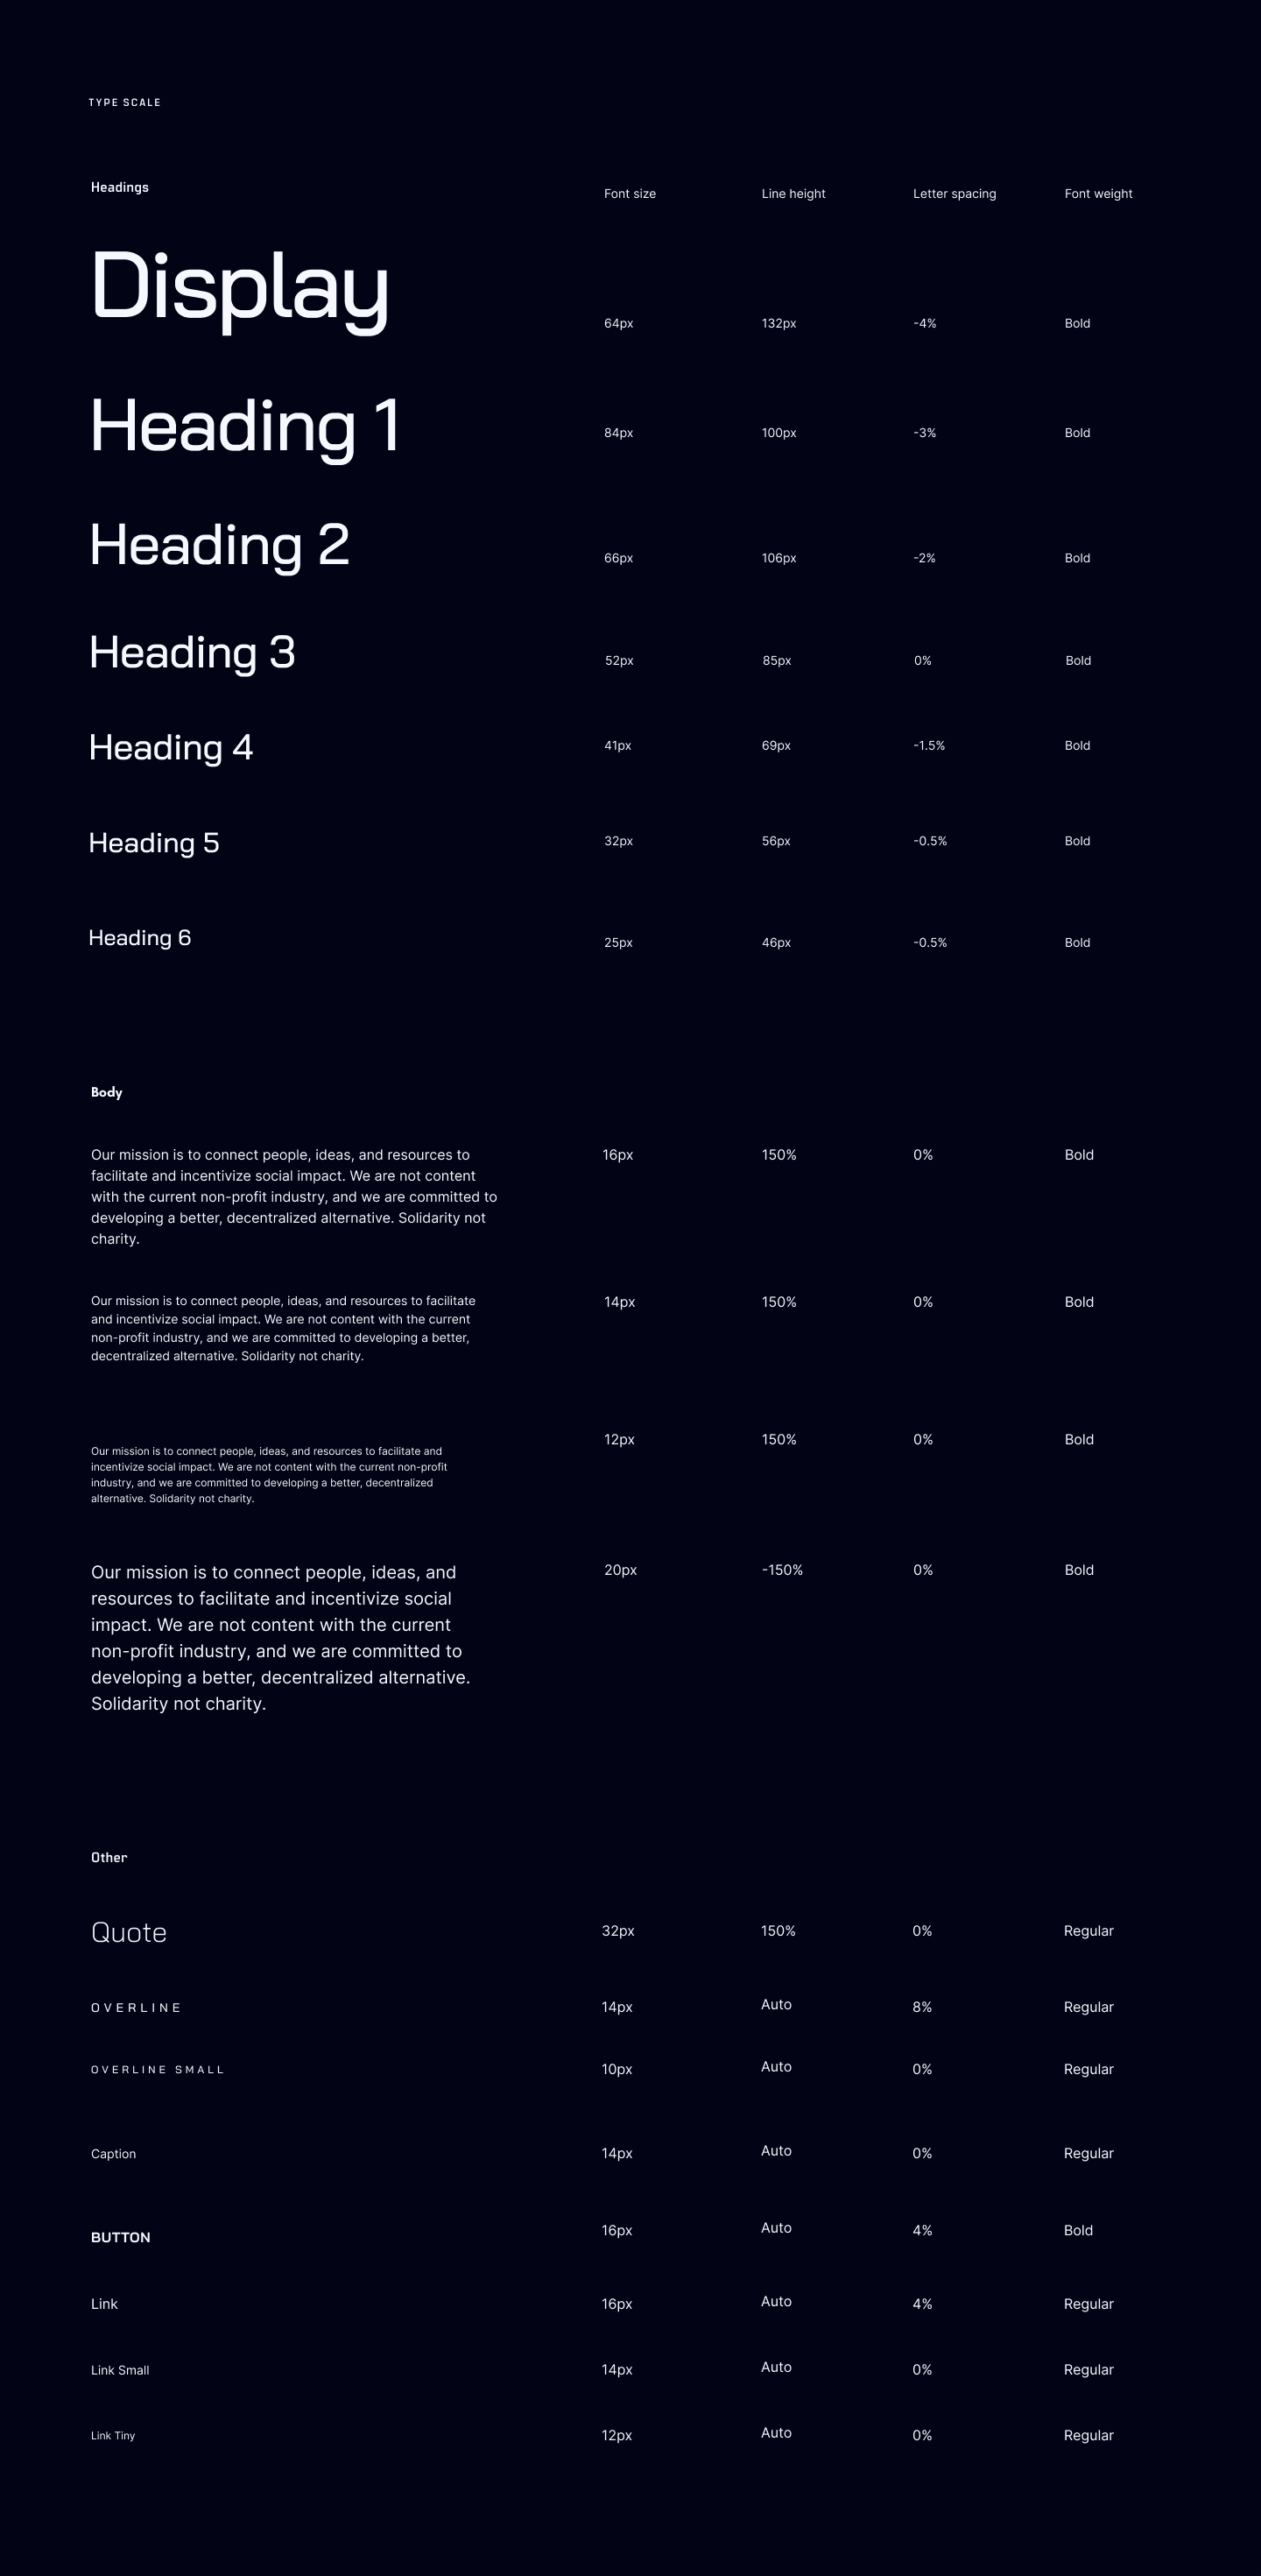 TYPE SCALE
Headings
Font size Line height Letter spacing Font weight
Display
64px 132px -4% Bold
Heading 1
84px 100px -3% Bold
Heading 2
66px 106px -2% Bold
Heading 3
52px 85px 0% Bold
Heading 4
41px 69px -1.5% Bold
Heading 5
32px 56px -0.5% Bold
Heading 6
25px 46px -0.5% Bold
Body
Our mission is to connect people, ideas, and resources to
facilitate and incentivize social impact. We are not content
with the current non-profit industry, and we are committed to
developing a better, decentralized alternative. Solidarity not
charity.
16px 150% 0% Bold
Our mission is to connect people, ideas, and resources to facilitate
and incentivize social impact. We are not content with the current
non-profit industry, and we are committed to developing a better,
decentralized alternative. Solidarity not charity.
14px 150% 0% Bold
Our mission is to connect people, ideas, and resources to facilitate and
incentivize social impact. We are not content with the current non-profit
industry, and we are committed to developing a better, decentralized
alternative. Solidarity not charity.
12px 150% 0% Bold
Our mission is to connect people, ideas, and
resources to facilitate and incentivize social
impact. We are not content with the current
non-profit industry, and we are committed to
developing a better, decentralized alternative.
Solidarity not charity.
20px -150% 0% Bold
Other
Quote 32px 150% 0% Regular
OVERLINE 14px Auto 8% Regular
OVERLINE SMALL 10px Auto 0% Regular
Caption 14px Auto 0% Regular
BUTTON 16px Auto 4% Bold
Link 16px Auto 4% Regular
Link Small 14px Auto 0% Regular
Link Tiny 12px Auto 0% Regular